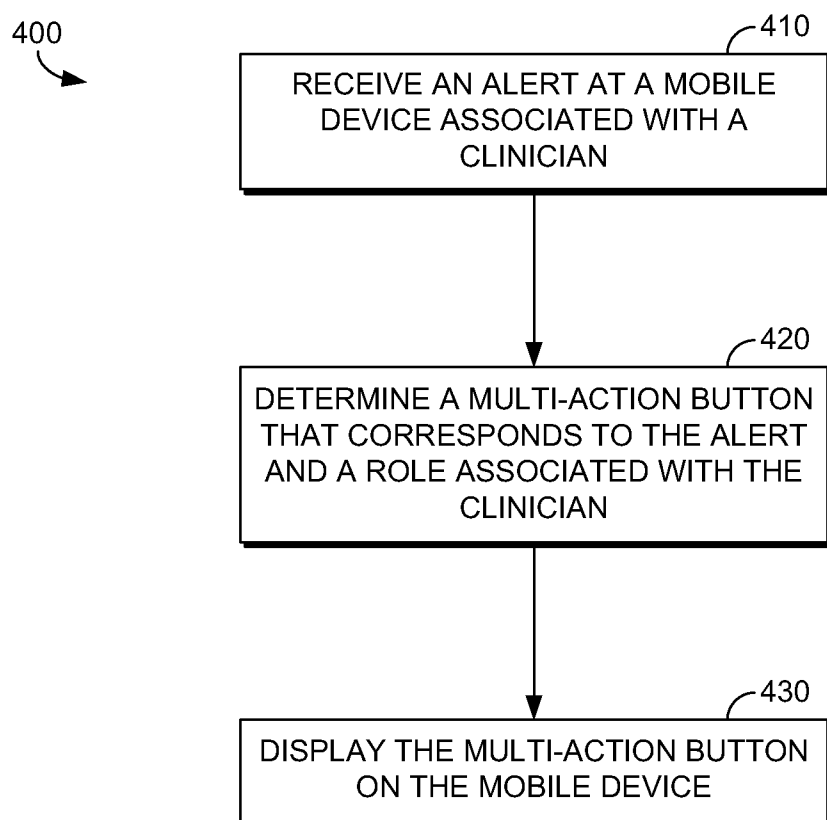 400
410
RECEIVE AN ALERT AT A MOBILE
DEVICE ASSOCIATED WITH A
CLINICIAN
420
DETERMINE A MULTI-ACTION BUTTON
THAT CORRESPONDS TO THE ALERT
AND A ROLE ASSOCIATED WITH THE
CLINICIAN
430
DISPLAY THE MULTI-ACTION BUTTON
ON THE MOBILE DEVICE